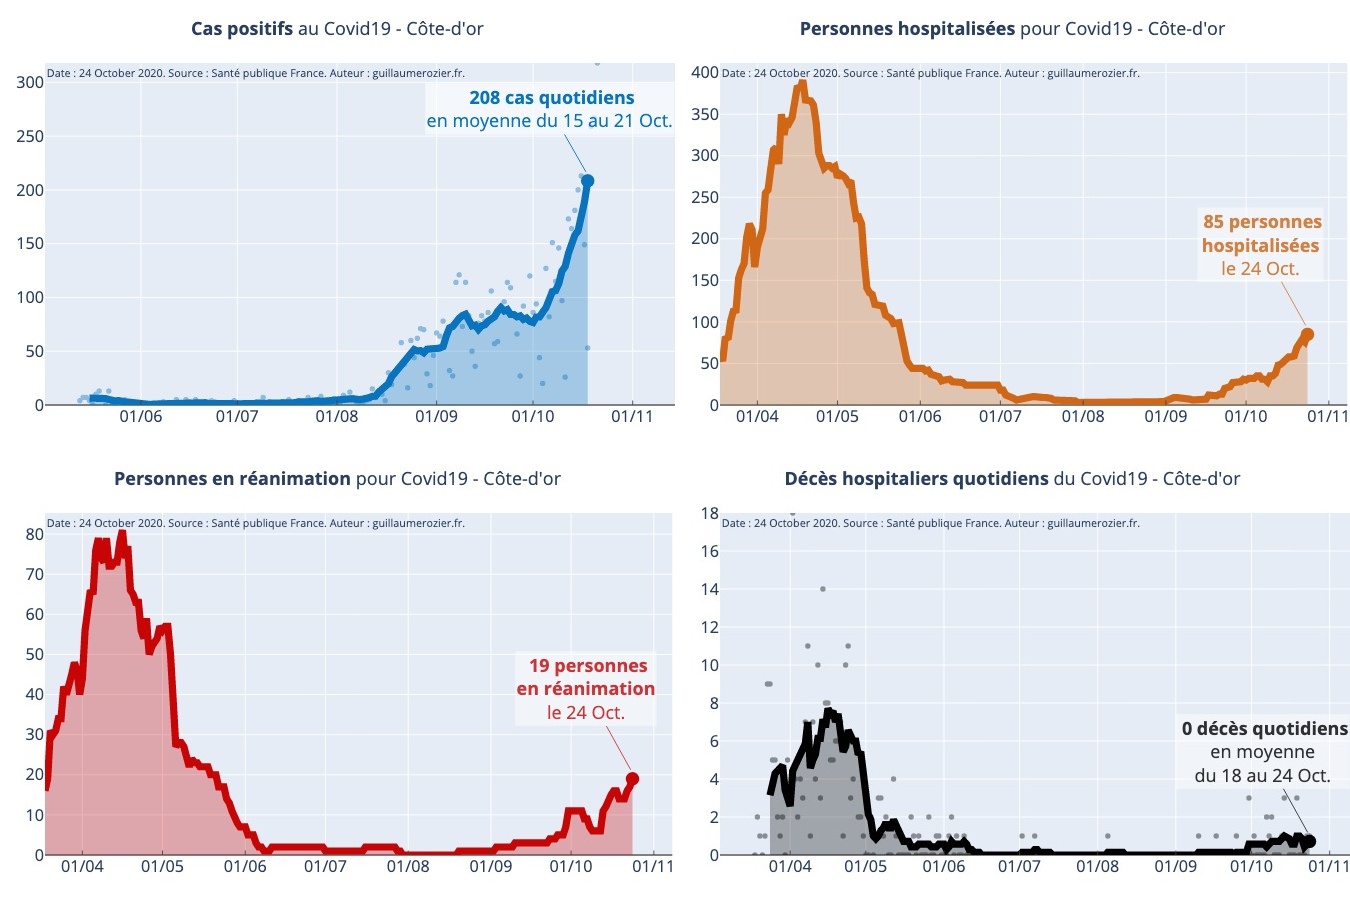 Cas positifs au Covid19 - Côte-d'or
Date : 24 October 2020. Source : Santé publique France. Auteur : guillaumerozier.fr.
300
250
200
150
100
50
0
208 cas quotidiens
en moyenne du 15 au 21 Oct.
01/06 01/07 01/08 01/09 01/10 01/11
Personnes hospitalisées pour Covid19 - Côte-d'or
Date : 24 October 2020. Source : Santé publique France. Auteur : guillaumerozier.fr.
400
350
300
250
200
150
100
50
0
85 personnes
hospitalisées
le 24 Oct.
01/04 01/05 01/06 01/07 01/08 01/09 01/10 01/11
Personnes en réanimation pour Covid19 - Côte-d'or
Date : 24 October 2020. Source : Santé publique France. Auteur : guillaumerozier.fr.
80
70
60
50
40
30
20
10
0
19 personnes
en réanimation
le 24 Oct.
01/04 01/05 01/06 01/07 01/08 01/09 01/10 01/11
Décès hospitaliers quotidiens du Covid19 - Côte-d'or
Date : 24 October 2020. Source : Santé publique France. Auteur : guillaumerozier.fr.
18
16
14
12
10
8
6
4
2
0
0 décès quotidiens
en moyenne
du 18 au 24 Oct.
01/04 01/05 01/06 01/07 01/08 01/09 01/10 01/11